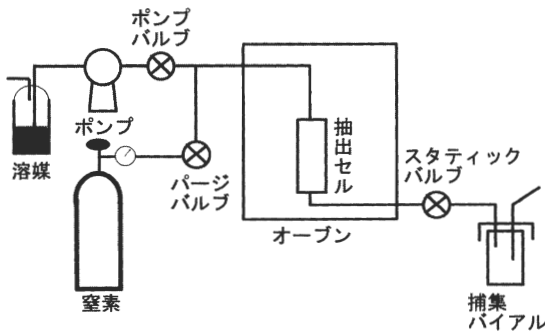 ポンプ
バルブ
ポンプ
溶媒
パージ
バルブ
窒素
抽出セル
オーブン
スタティック
バルブ
捕集
バイアル